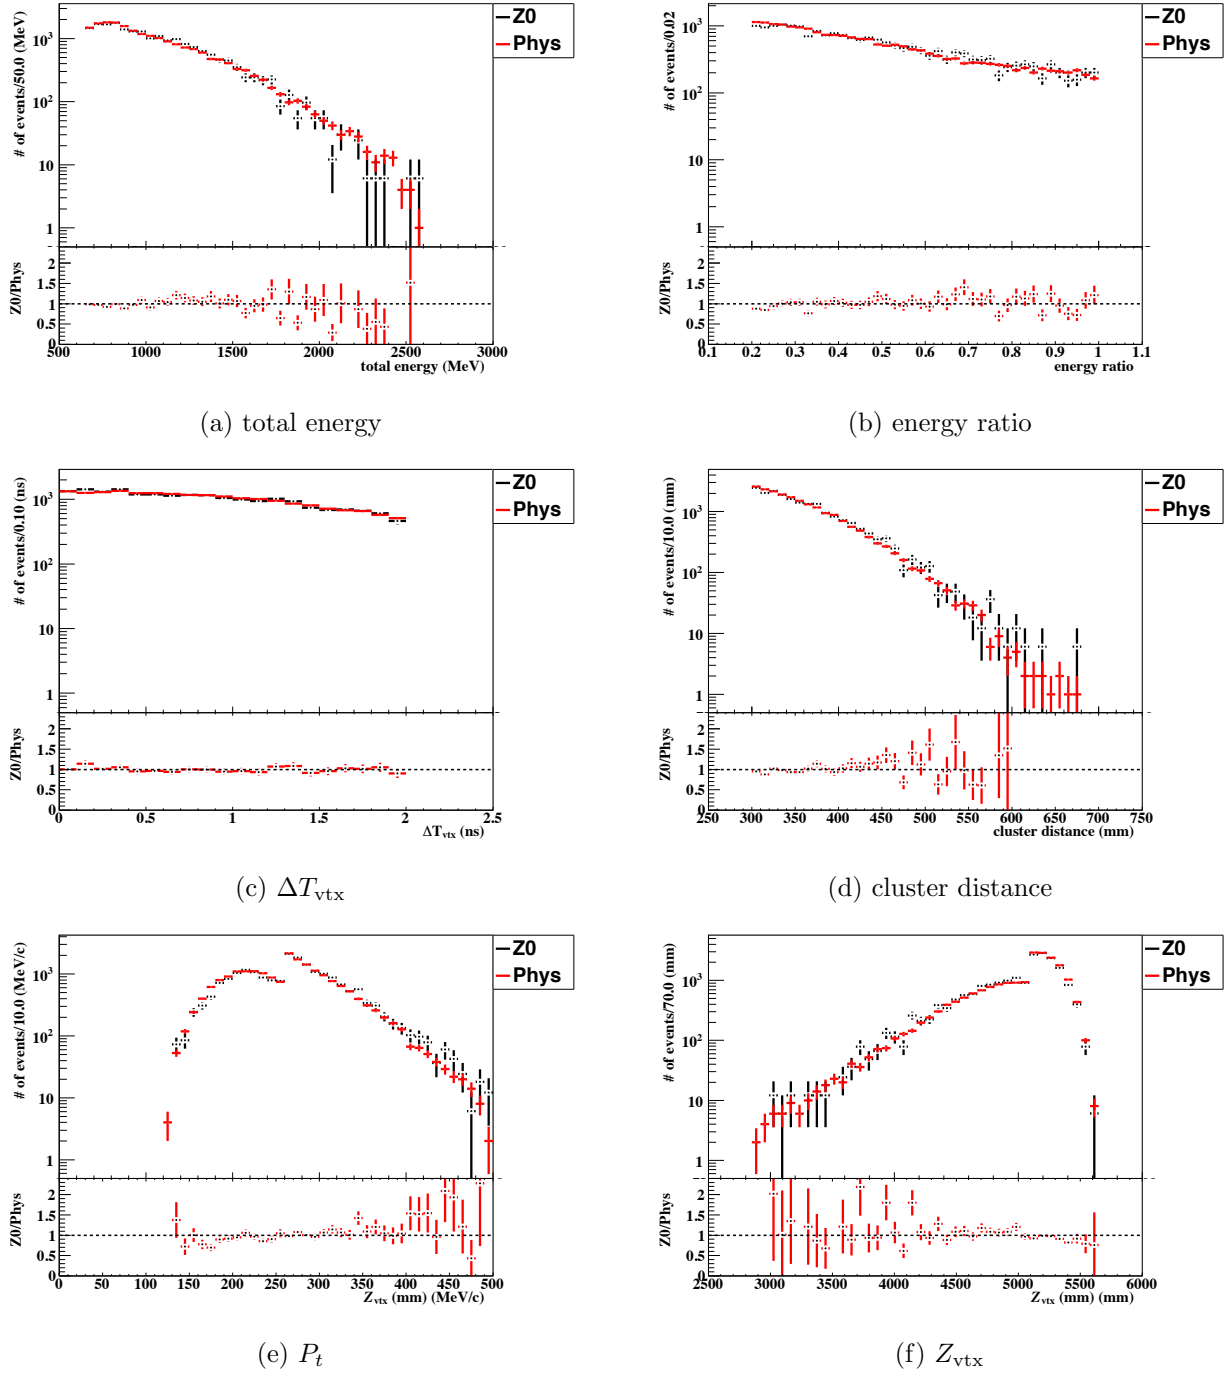 # of events/50.0 (MeV)
10³
10²
10
1
Z0
Phys
Z0/Phys
2
1.5
1
0.5
0
500 1000 1500 2000 2500 3000
total energy (MeV)
(a) total energy
# of events/0.02
10³
10²
10
1
Z0
Phys
Z0/Phys
2
1.5
1
0.5
0
0.1 0.2 0.3 0.4 0.5 0.6 0.7 0.8 0.9 1 1.1
energy ratio
(b) energy ratio
# of events/0.10 (ns)
10³
10²
10
1
Z0
Phys
Z0/Phys
2
1.5
1
0.5
0
0 0.5 1 1.5 2 2.5
ΔT_vtx (ns)
(c) ΔT_vtx
# of events/10.0 (mm)
10³
10²
10
1
Z0
Phys
Z0/Phys
2
1.5
1
0.5
0
250 300 350 400 450 500 550 600 650 700 750
cluster distance (mm)
(d) cluster distance
# of events/10.0 (MeV/c)
10³
10²
10
1
Z0
Phys
Z0/Phys
2
1.5
1
0.5
0
0 50 100 150 200 250 300 350 400 450 500
Z_vtx (mm) (MeV/c)
(e) P_t
# of events/70.0 (mm)
10³
10²
10
1
Z0
Phys
Z0/Phys
2
1.5
1
0.5
0
2500 3000 3500 4000 4500 5000 5500 6000
Z_vtx (mm) (mm)
(f) Z_vtx